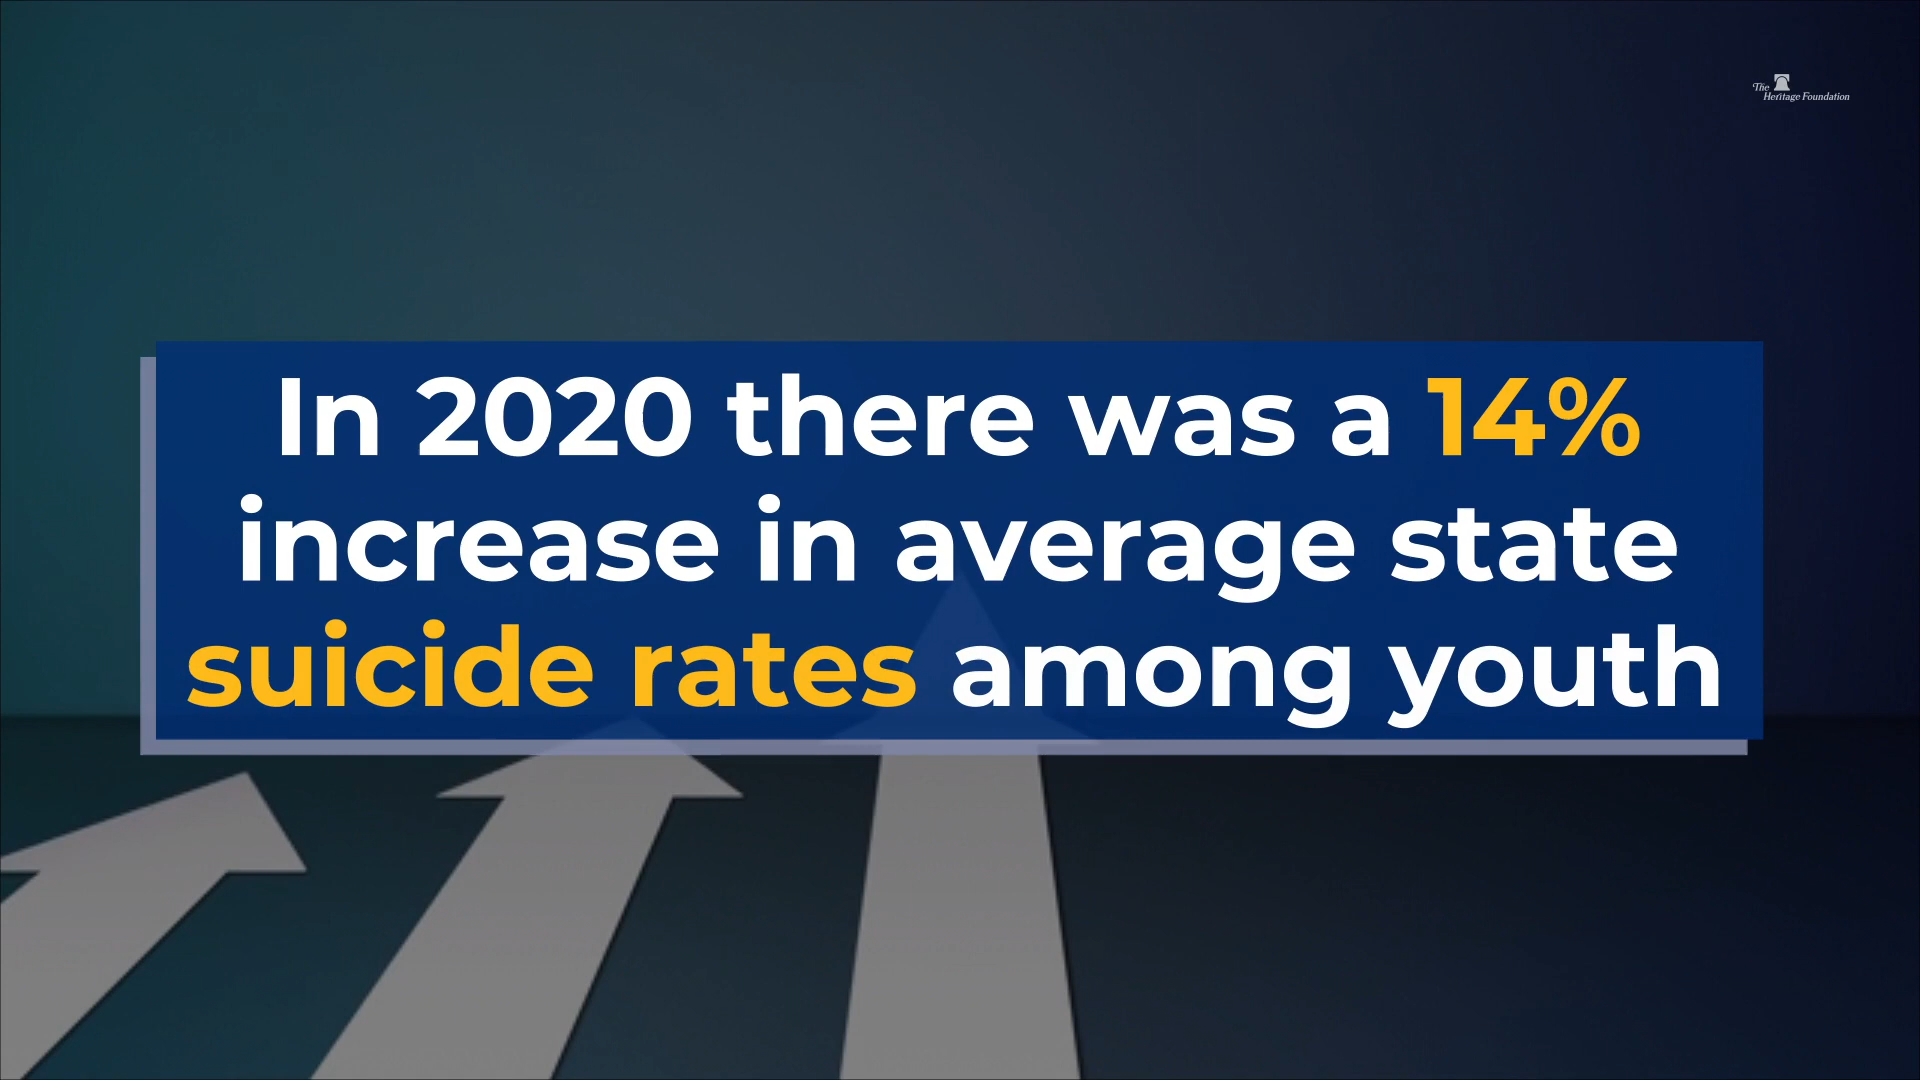 The
Heritage Foundation
In 2020 there was a 14%
increase in average state
suicide rates among youth